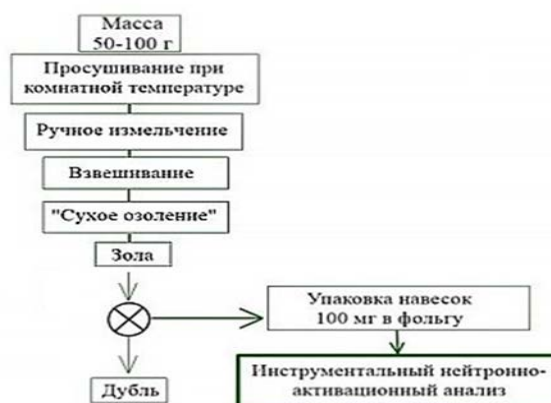 Масса
50-100 г
Просушивание при
комнатной температуре
Ручное измельчение
Взвешивание
"Сухое озоление"
Зола
Упаковка навесок
100 мг в фольгу
Дубль
Инструментальный нейтронно-
активационный анализ